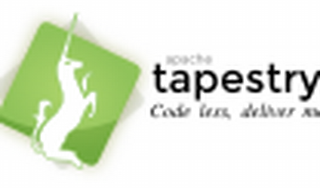 apache
tapestry
Code less, deliver